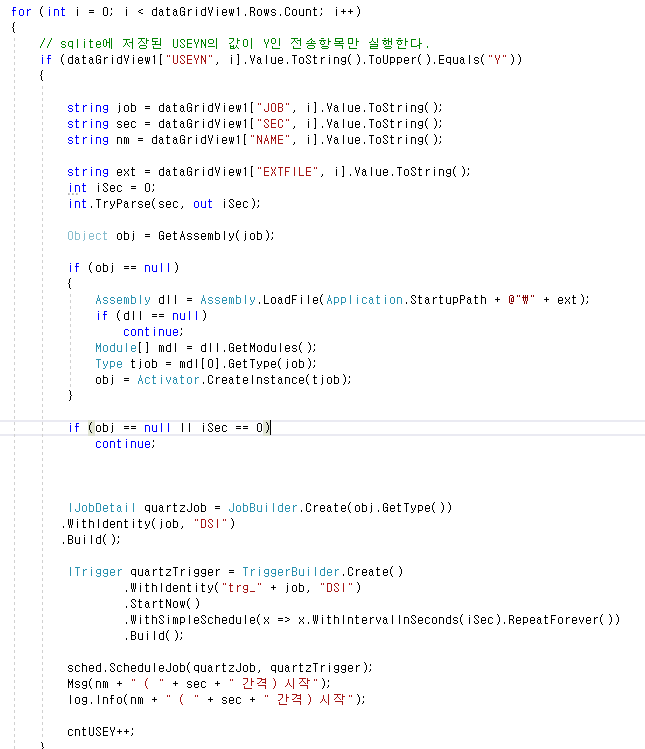 for (int i = 0; i < dataGridView1.Rows.Count; i++)
{
// sqlite에 저장된 USEYN의 값이 Y인 전송항목만 실행한다.
if (dataGridView1["USEYN", i].Value.ToString().ToUpper().Equals("Y"))
{
string job = dataGridView1["JOB", i].Value.ToString();
string sec = dataGridView1["SEC", i].Value.ToString();
string nm = dataGridView1["NAME", i].Value.ToString();
string ext = dataGridView1["EXTFILE", i].Value.ToString();
int iSec = 0;
int.TryParse(sec, out iSec);
Object obj = GetAssembly(job);
if (obj == null)
{
Assembly dll = Assembly.LoadFile(Application.StartupPath + @"₩" + ext);
if (dll == null)
continue;
Module[] mdl = dll.GetModules();
Type tjob = mdl[0].GetType(job);
obj = Activator.CreateInstance(tjob);
}
if (obj == null || iSec == 0)
continue;
IJobDetail quartzJob = JobBuilder.Create(obj.GetType())
.WithIdentity(job, "DSI")
.Build();
ITrigger quartzTrigger = TriggerBuilder.Create()
.WithIdentity("trg_" + job, "DSI")
.StartNow()
.WithSimpleSchedule(x => x.WithIntervalInSeconds(iSec).RepeatForever())
.Build();
sched.ScheduleJob(quartzJob, quartzTrigger);
Msg(nm + " ( " + sec + " 간격 ) 시작");
log.Info(nm + " ( " + sec + " 간격 ) 시작");
cntUSEY++;
}